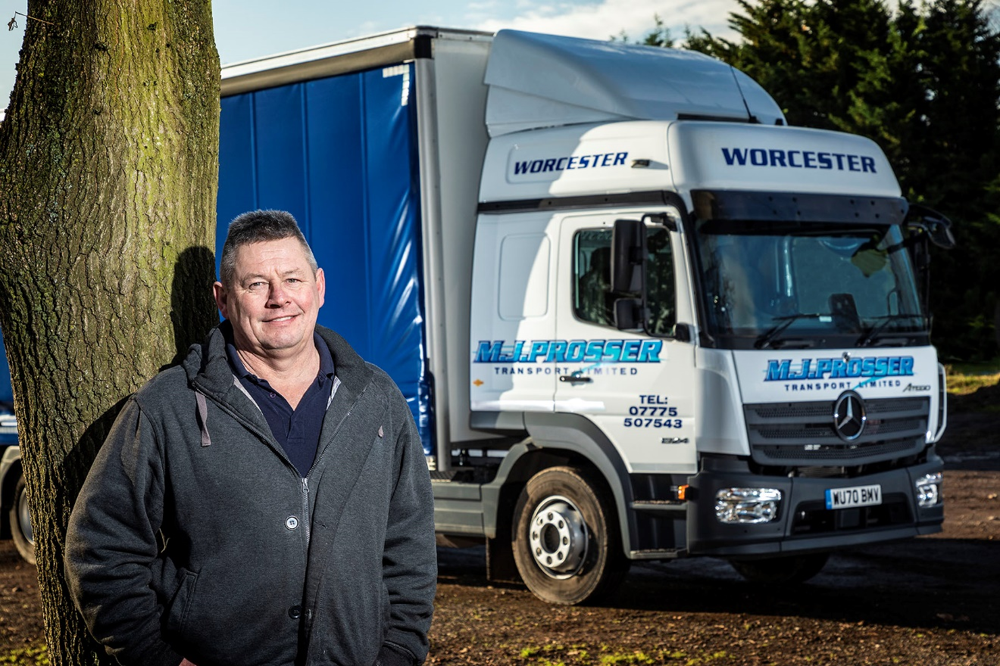 WORCESTER
WORCESTER
M.J.PROSSER
TRANSPORT LIMITED
TEL:
07775
507543
M.J.PROSSER
TRANSPORT LIMITED
ATEGO
WU70 BMV